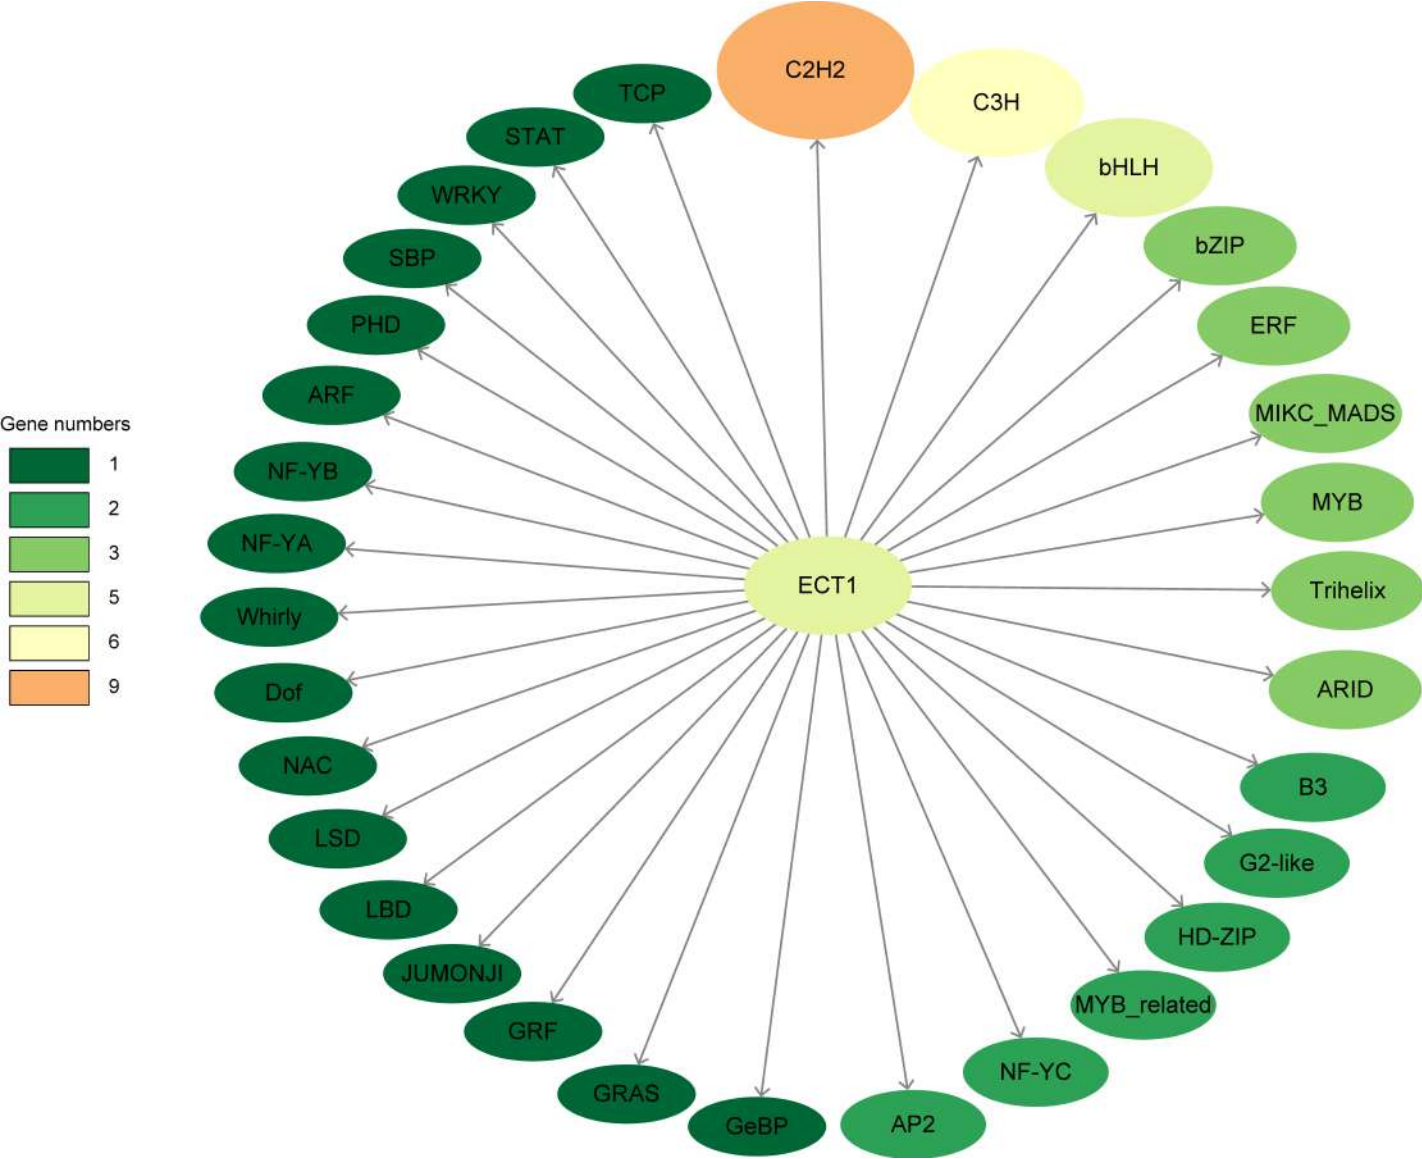 C2H2
TCP
C3H
STAT
bHLH
WRKY
bZIP
SBP
PHD
ERF
ARF
MIKC_MADS
Gene numbers
1
2
3
5
6
9
NF-YB
MYB
NF-YA
ECT1
Trihelix
Whirly
Dof
ARID
NAC
B3
LSD
G2-like
LBD
HD-ZIP
JUMONJI
MYB_related
GRF
NF-YC
GRAS
GeBP
AP2